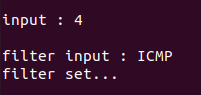 input : 4
filter input : ICMP
filter set...